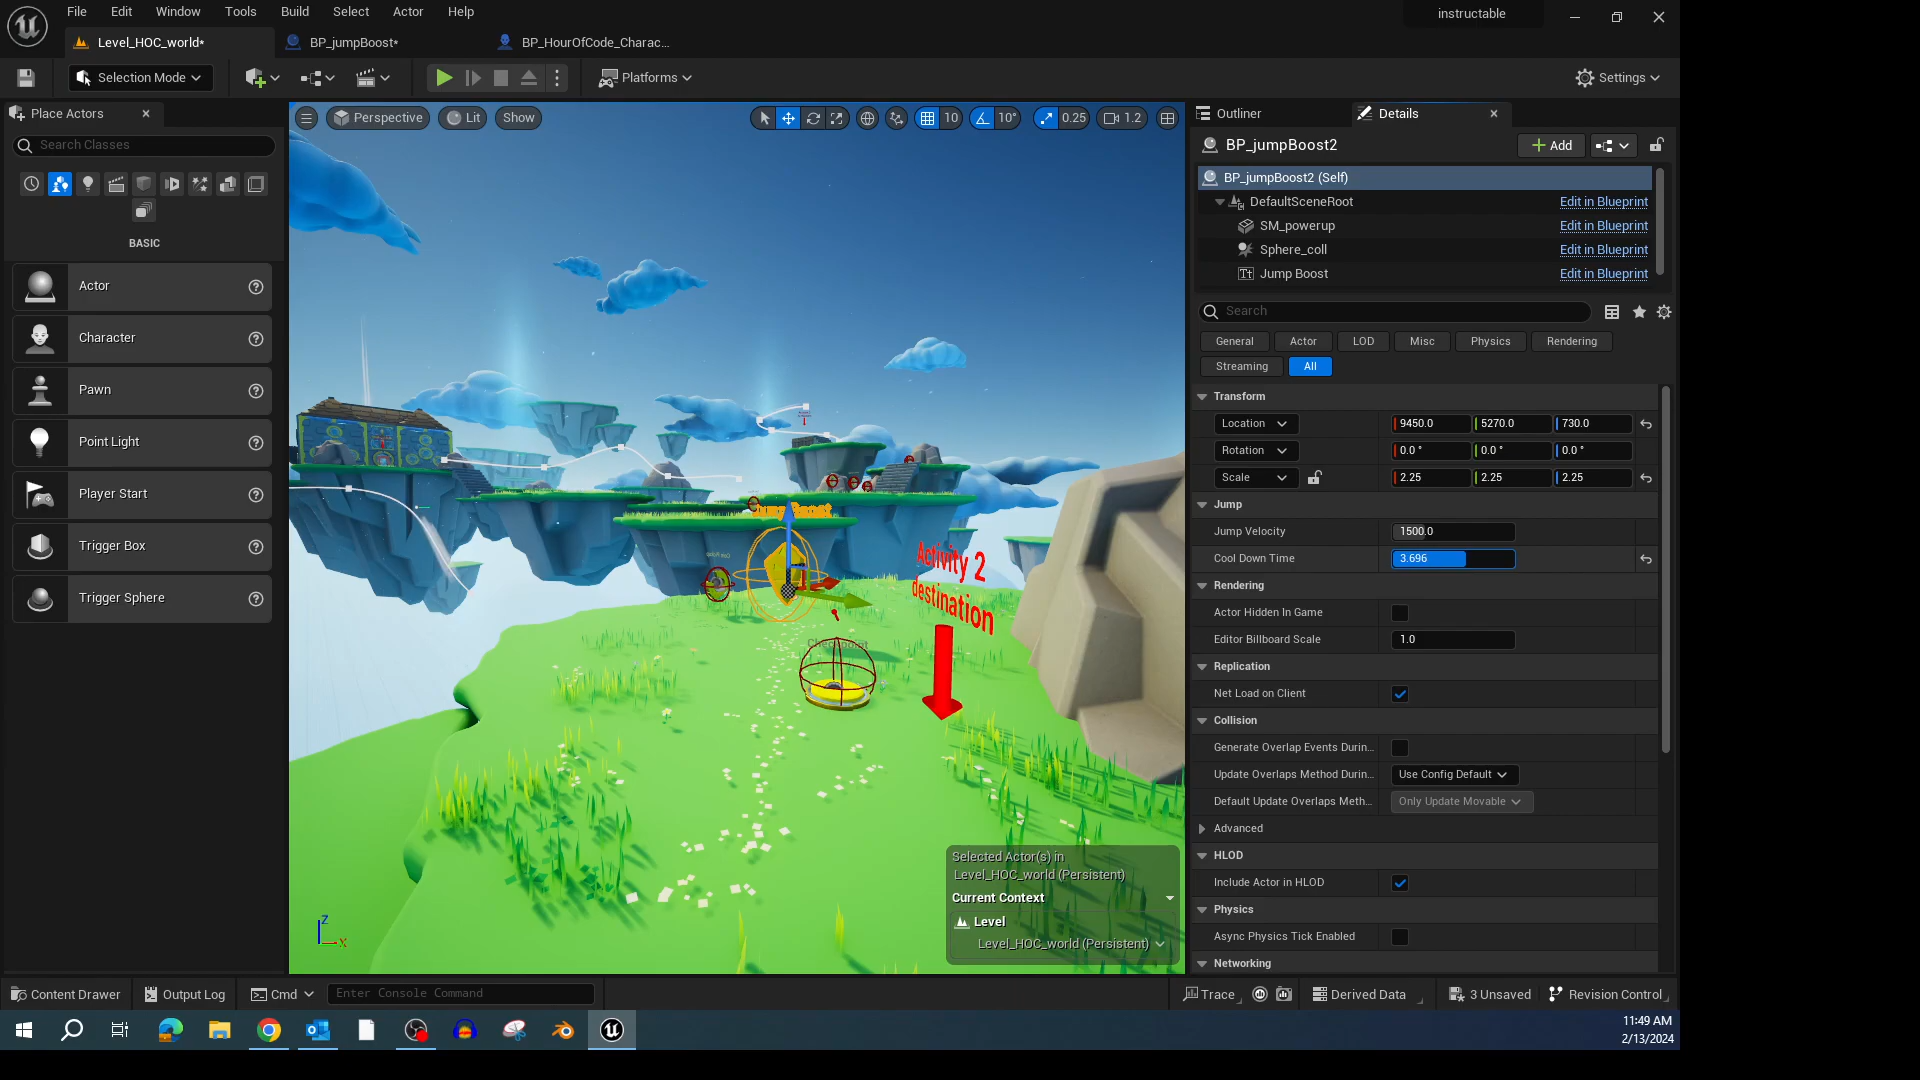 File Edit Window Tools Build Select Actor Help
instructable
Level_HOC_world* BP_jumpBoost* BP_HourOfCode_Charac...
Selection Mode Platforms Settings
Place Actors
Search Classes
BASIC
Actor
Character
Pawn
Point Light
Player Start
Trigger Box
Trigger Sphere
Perspective Lit Show 10 10° 0.25 1.2
Jump Boost
Activity 2
destination
Checkpoint
Selected Actor(s) in
Level_HOC_world (Persistent)
Current Context
Level
Level_HOC_world (Persistent)
Z
X
Outliner Details
BP_jumpBoost2 Add
BP_jumpBoost2 (Self)
DefaultSceneRoot Edit in Blueprint
SM_powerup Edit in Blueprint
Sphere_coll Edit in Blueprint
Tt Jump Boost Edit in Blueprint
Search
General Actor LOD Misc Physics Rendering
Streaming All
Transform
Location 9450.0 5270.0 730.0
Rotation 0.0 ° 0.0 ° 0.0 °
Scale 2.25 2.25 2.25
Jump
Jump Velocity 1500.0
Cool Down Time 3.696
Rendering
Actor Hidden In Game
Editor Billboard Scale 1.0
Replication
Net Load on Client
Collision
Generate Overlap Events Durin...
Update Overlaps Method Durin... Use Config Default
Default Update Overlaps Meth... Only Update Movable
Advanced
HLOD
Include Actor in HLOD
Physics
Async Physics Tick Enabled
Networking
Content Drawer Output Log Cmd Enter Console Command Trace Derived Data 3 Unsaved Revision Control
11:49 AM
2/13/2024